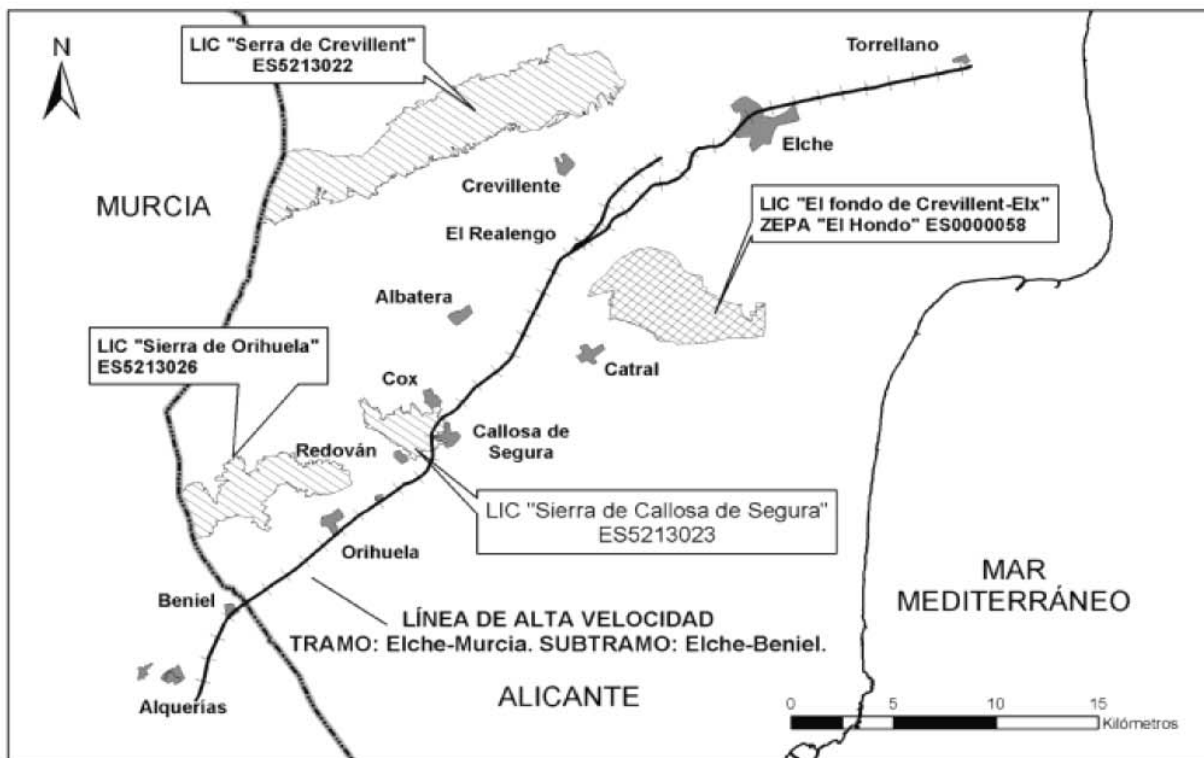 N
LIC "Serra de Crevillent"
ES5213022
Torrellano
Elche
Crevillente
MURCIA
LIC "El fondo de Crevillent-Elx"
ZEPA "El Hondo" ES0000058
El Realengo
Albatera
LIC "Sierra de Orihuela"
ES5213026
Catral
Cox
Callosa de
Segura
Redován
LIC "Sierra de Callosa de Segura"
ES5213023
Orihuela
MAR
MEDITERRÁNEO
Beniel
LÍNEA DE ALTA VELOCIDAD
TRAMO: Elche-Murcia. SUBTRAMO: Elche-Beniel.
ALICANTE
Alquerías
0 5 10 15
Kilómetros